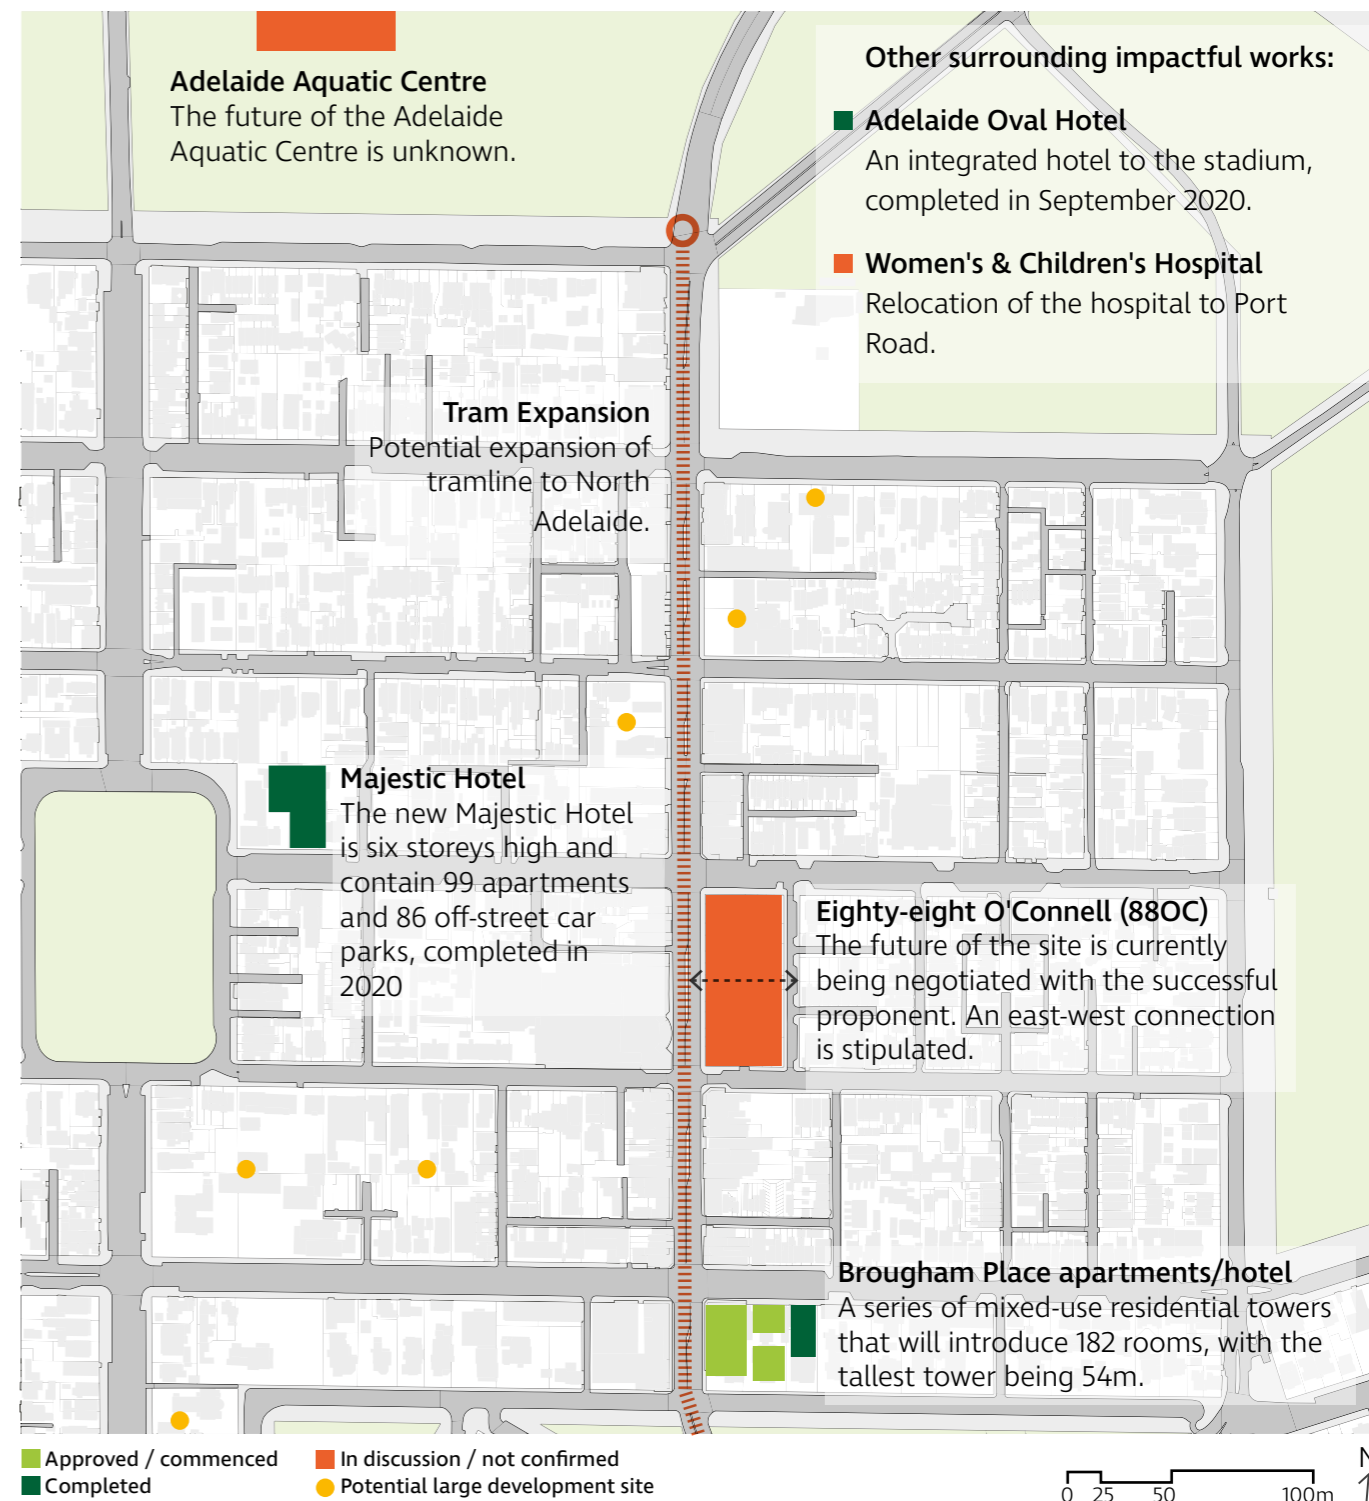 Adelaide Aquatic Centre
The future of the Adelaide
Aquatic Centre is unknown.
Other surrounding impactful works:
Adelaide Oval Hotel
An integrated hotel to the stadium,
completed in September 2020.
Women's & Children's Hospital
Relocation of the hospital to Port
Road.
Tram Expansion
Potential expansion of
tramline to North
Adelaide.
Majestic Hotel
The new Majestic Hotel
is six storeys high and
contain 99 apartments
and 86 off-street car
parks, completed in
2020
Eighty-eight O'Connell (88OC)
The future of the site is currently
being negotiated with the successful
proponent. An east-west connection
is stipulated.
Brougham Place apartments/hotel
A series of mixed-use residential towers
that will introduce 182 rooms, with the
tallest tower being 54m.
Approved / commenced
Completed
In discussion / not confirmed
Potential large development site
0 25 50 100m
N